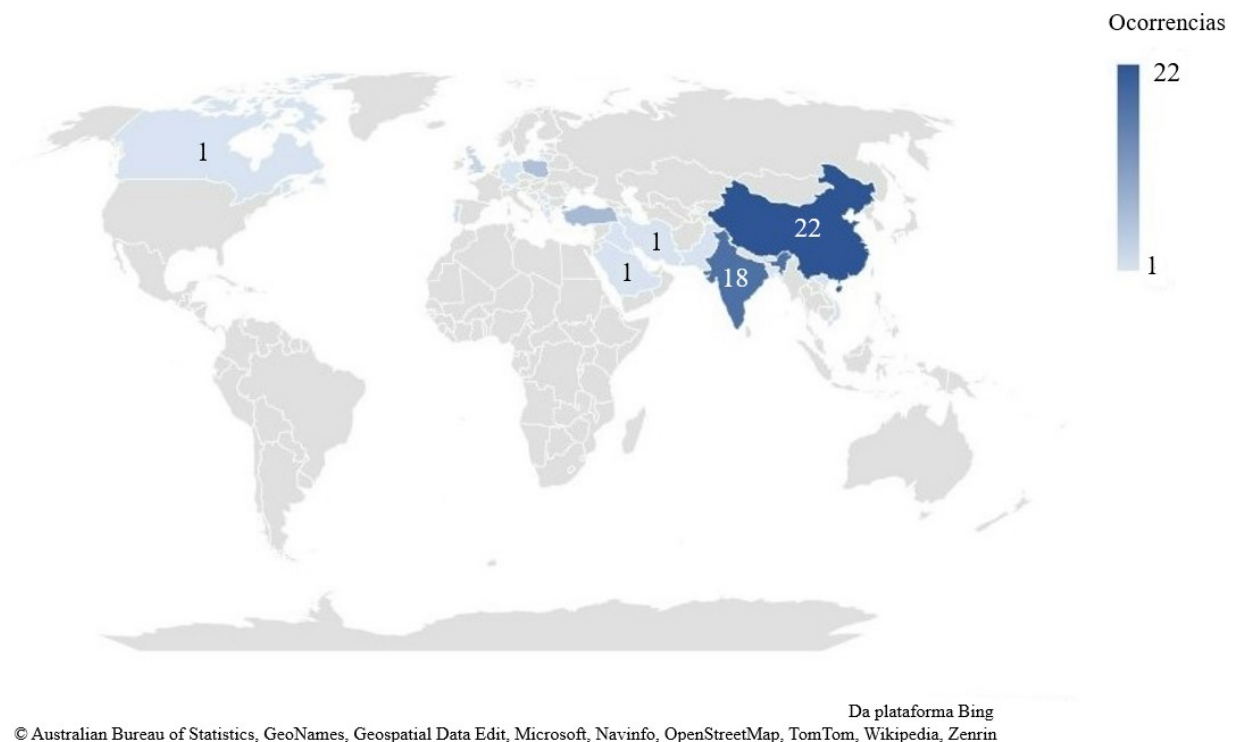 Ocorrencias
22
1
1
22
1
1
18
Da plataforma Bing
© Australian Bureau of Statistics, GeoNames, Geospatial Data Edit, Microsoft, Navinfo, OpenStreetMap, TomTom, Wikipedia, Zenrin